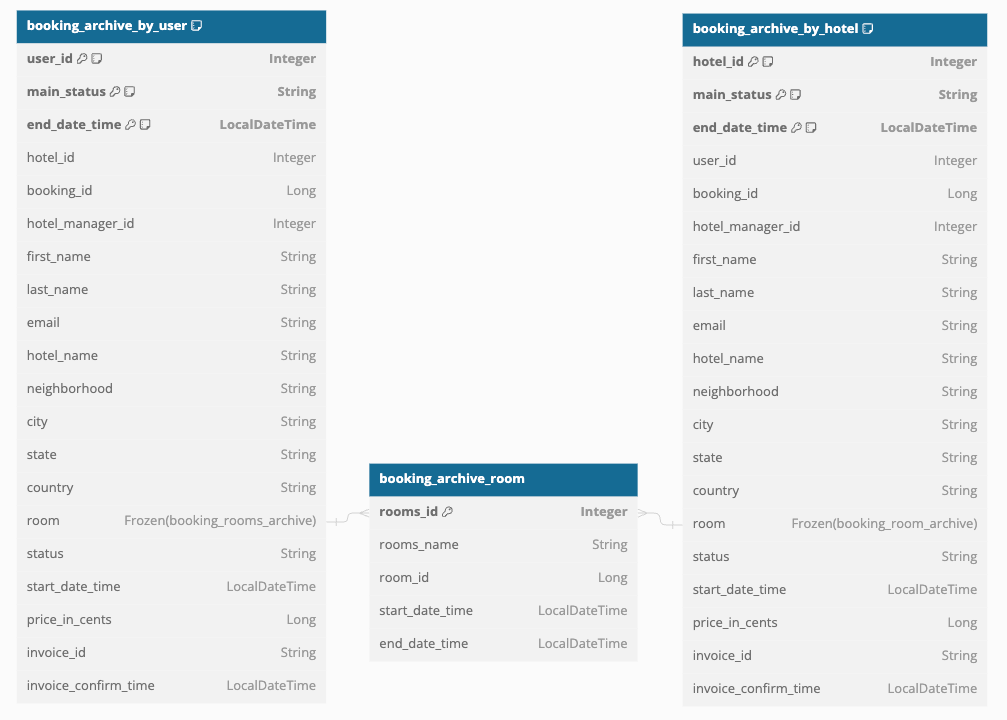 booking_archive_by_user
user_id Integer
main_status String
end_date_time LocalDateTime
hotel_id Integer
booking_id Long
hotel_manager_id Integer
first_name String
last_name String
email String
hotel_name String
neighborhood String
city String
state String
country String
room Frozen(booking_rooms_archive)
status String
start_date_time LocalDateTime
price_in_cents Long
invoice_id String
invoice_confirm_time LocalDateTime
booking_archive_room
rooms_id Integer
rooms_name String
room_id Long
start_date_time LocalDateTime
end_date_time LocalDateTime
booking_archive_by_hotel
hotel_id Integer
main_status String
end_date_time LocalDateTime
user_id Integer
booking_id Long
hotel_manager_id Integer
first_name String
last_name String
email String
hotel_name String
neighborhood String
city String
state String
country String
room Frozen(booking_room_archive)
status String
start_date_time LocalDateTime
price_in_cents Long
invoice_id String
invoice_confirm_time LocalDateTime